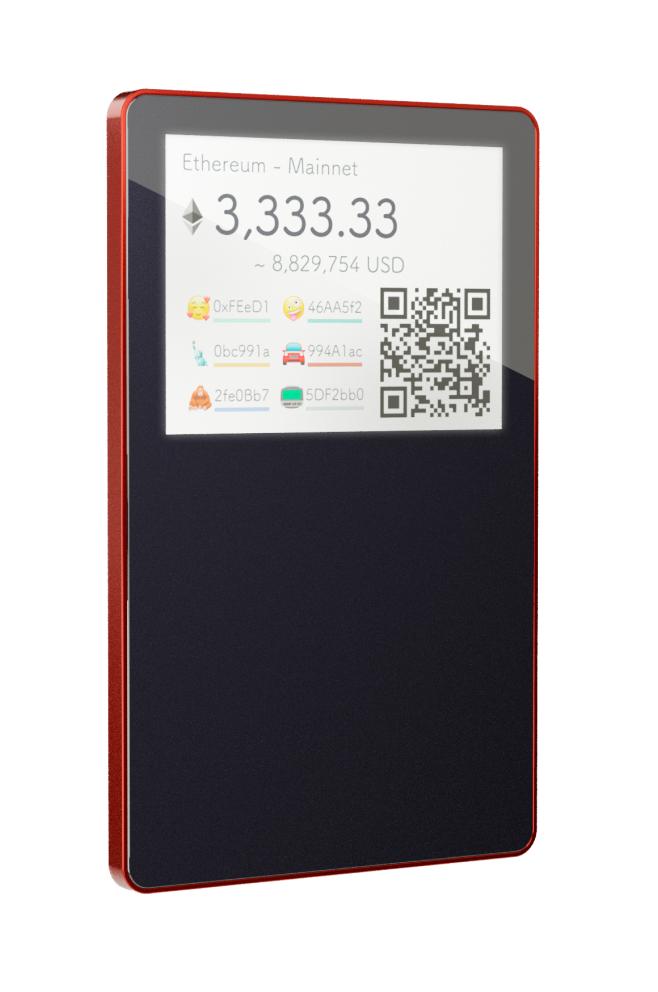 Ethereum - Mainnet
3,333.33
~ 8,829,754 USD
0xFEeD1 46AA5f2
0bc991a 994A1ac
2fe0Bb7 5DF2bb0